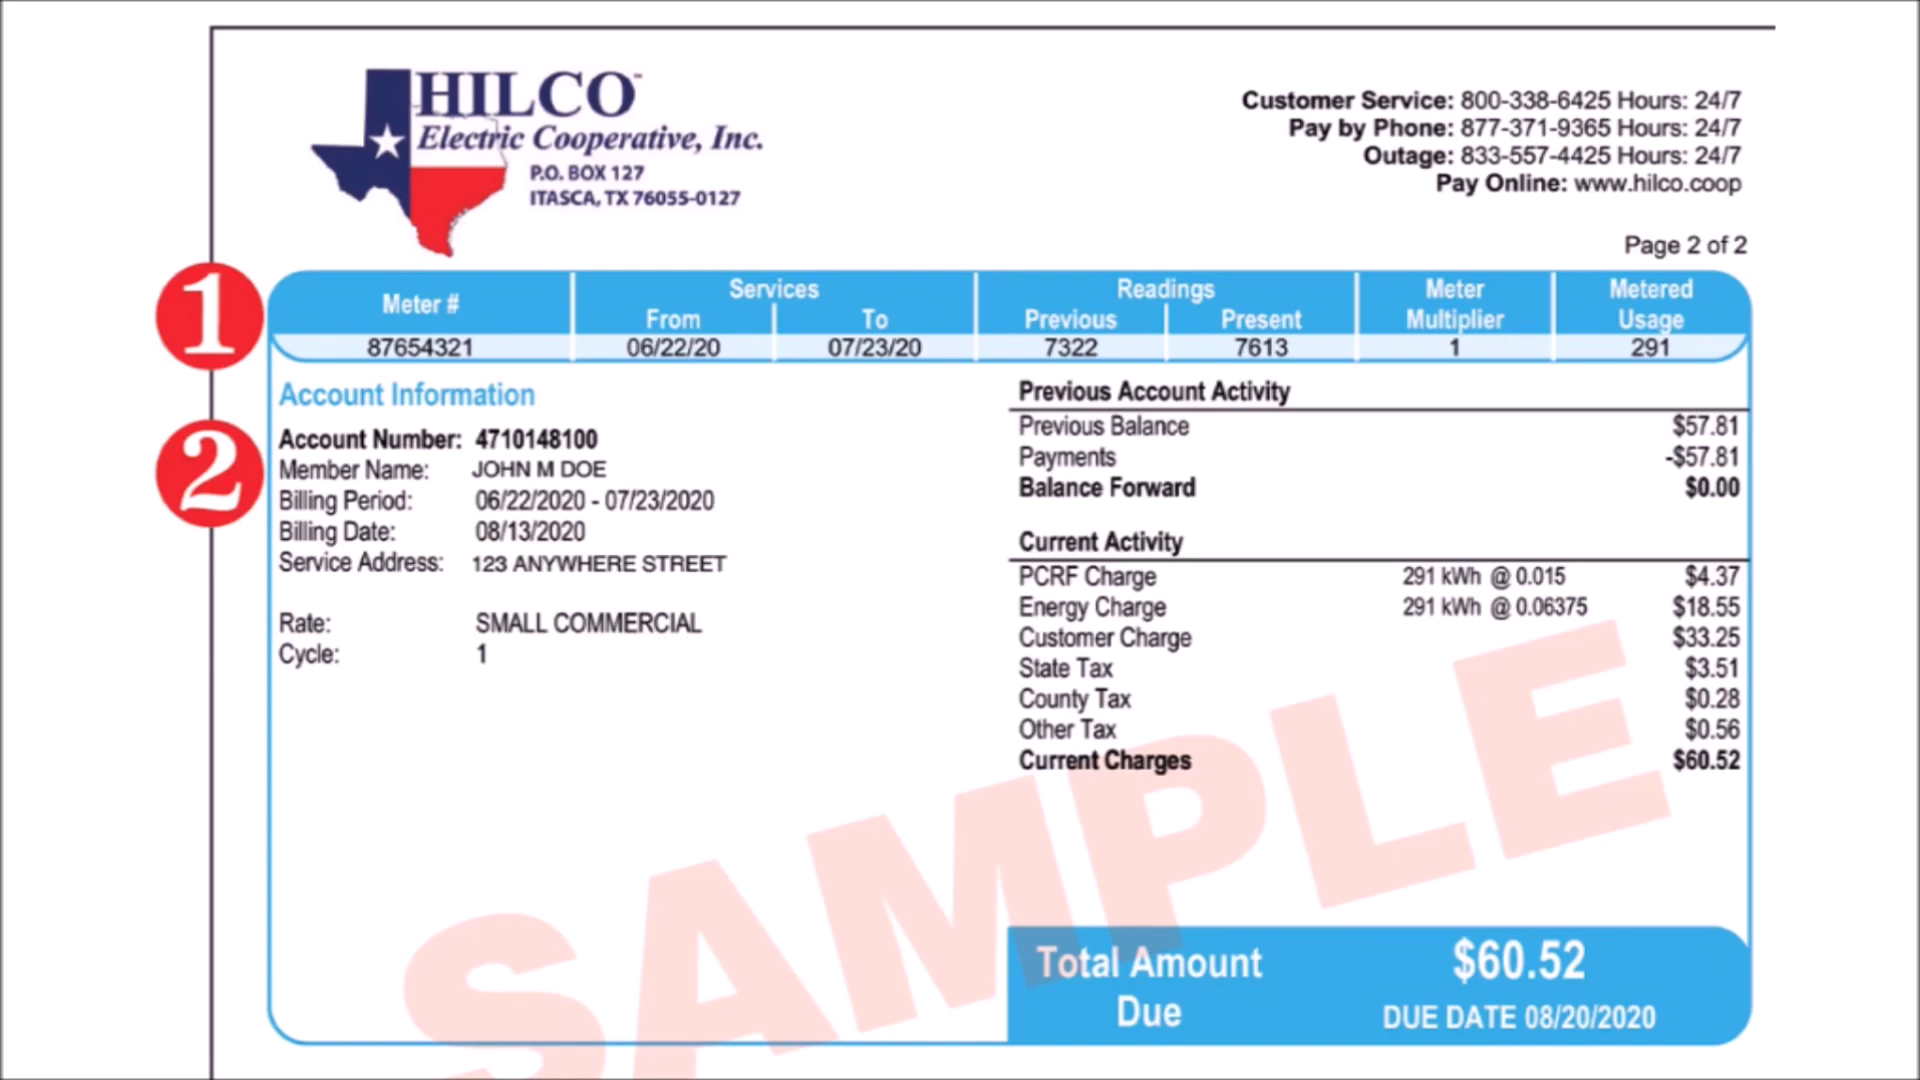 HILCO™
Electric Cooperative, Inc.
P.O. BOX 127
ITASCA, TX 76055-0127
Customer Service: 800-338-6425 Hours: 24/7
Pay by Phone: 877-371-9365 Hours: 24/7
Outage: 833-557-4425 Hours: 24/7
Pay Online: www.hilco.coop
Page 2 of 2
1
Meter # Services Readings Meter Metered
From To Previous Present Multiplier Usage
87654321 06/22/20 07/23/20 7322 7613 1 291
2
Account Information
Account Number: 4710148100
Member Name: JOHN M DOE
Billing Period: 06/22/2020 - 07/23/2020
Billing Date: 08/13/2020
Service Address: 123 ANYWHERE STREET
Rate: SMALL COMMERCIAL
Cycle: 1
Previous Account Activity
Previous Balance $57.81
Payments -$57.81
Balance Forward $0.00
Current Activity
PCRF Charge 291 kWh @ 0.015 $4.37
Energy Charge 291 kWh @ 0.06375 $18.55
Customer Charge $33.25
State Tax $3.51
County Tax $0.28
Other Tax $0.56
Current Charges $60.52
Total Amount $60.52
Due DUE DATE 08/20/2020
SAMPLE